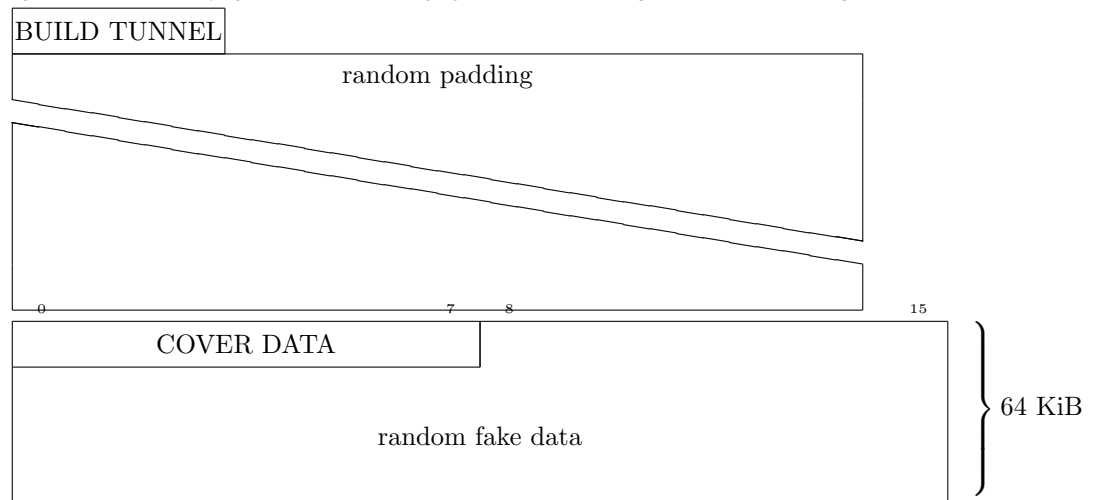 BUILD TUNNEL
random padding
0 7 8 15
COVER DATA
64 KiB
random fake data